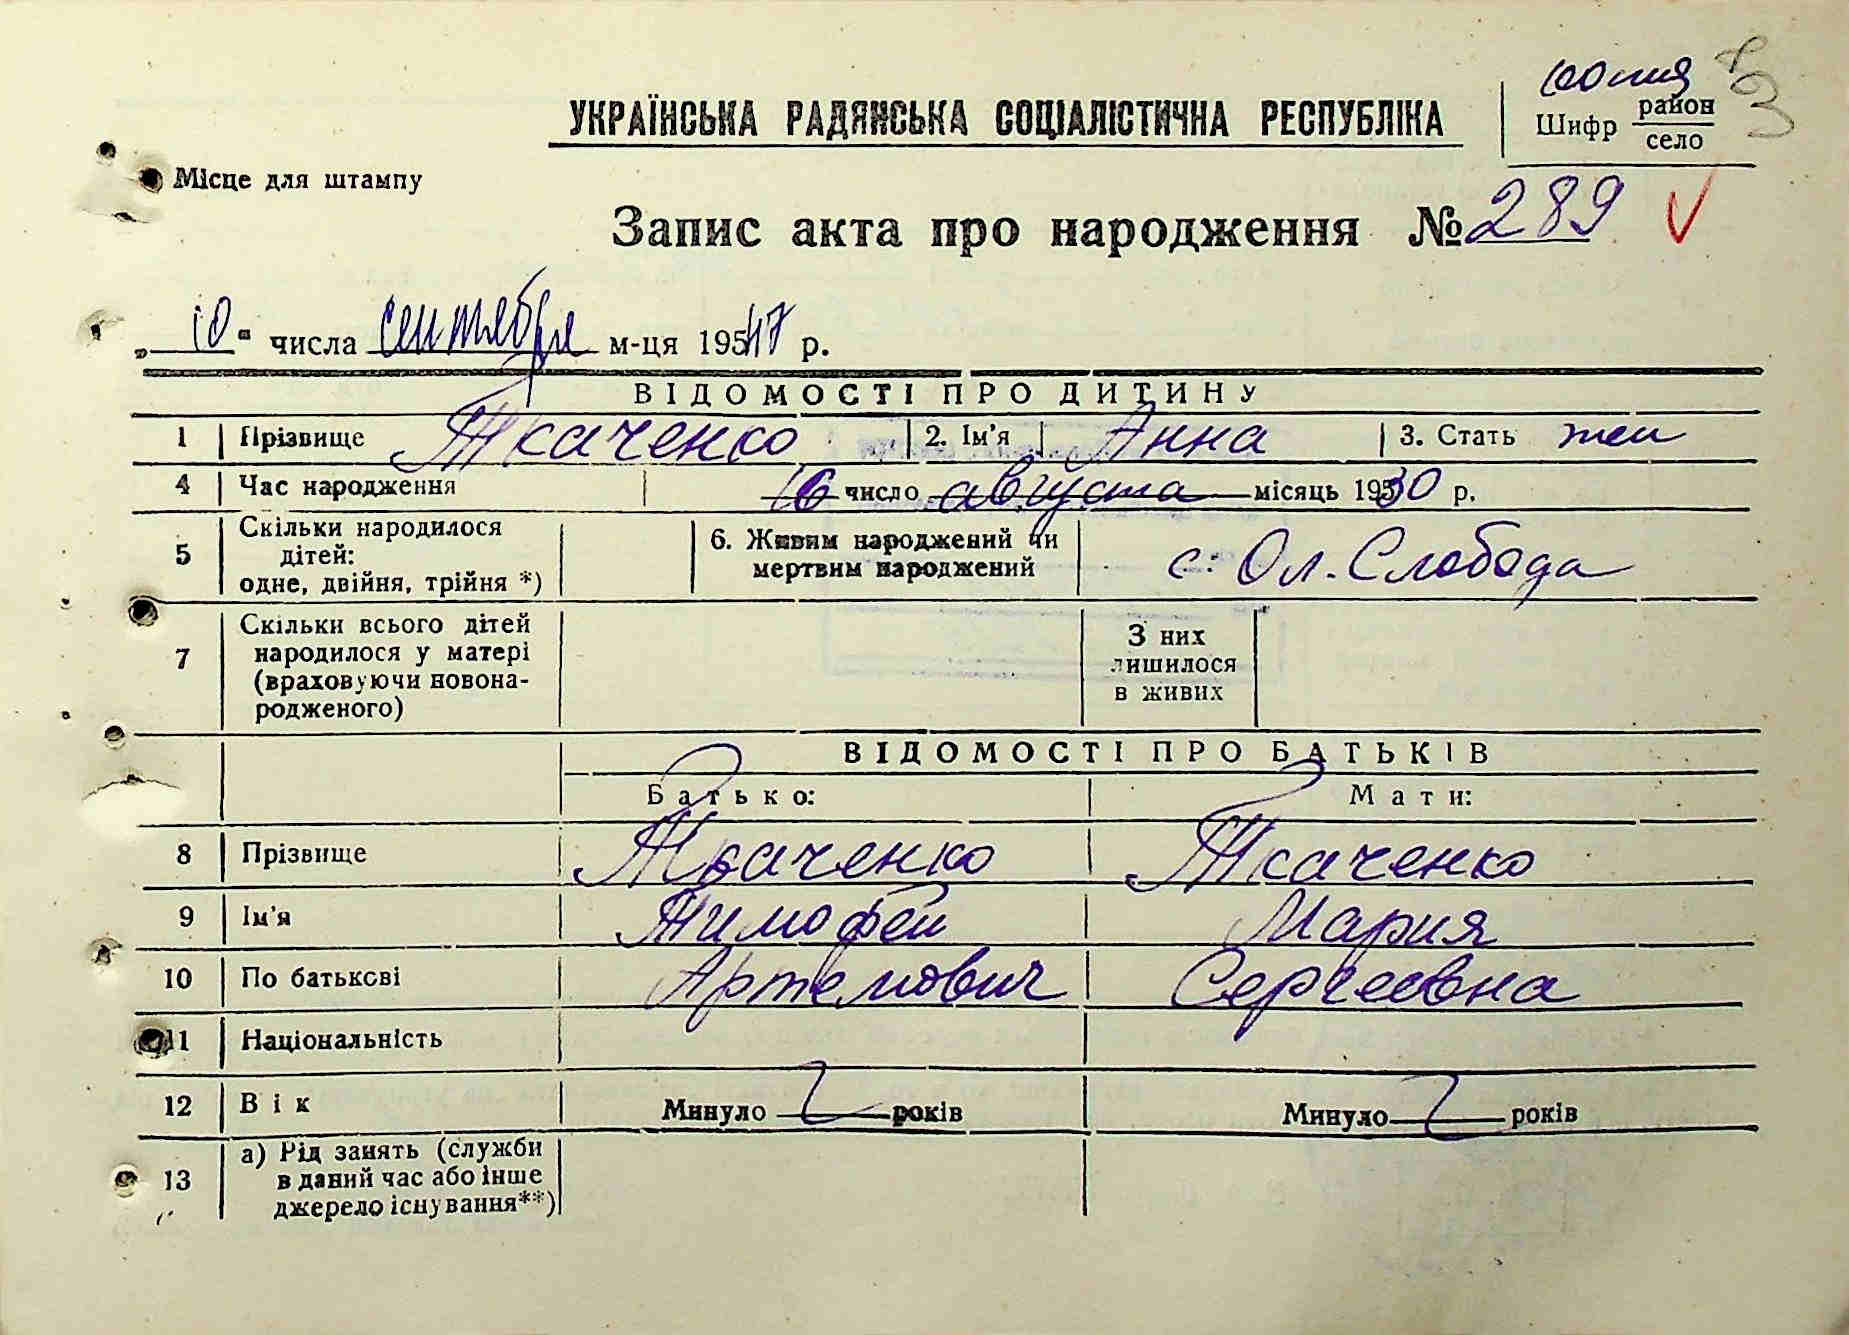 копия
УКРАЇНСЬКА РАДЯНСЬКА СОЦІАЛІСТИЧНА РЕСПУБЛІКА
Шифр район село
Місце для штампу
Запис акта про народження № 289
„ 10 “ числа сентября м-ця 1947 р.
ВІДОМОСТІ ПРО ДИТИНУ
1 Прізвище Ткаченко 2. Ім'я Анна 3. Стать жен
4 Час народження 16 число августа місяць 1930 р.
5 Скільки народилося дітей: одне, двійня, трійня *) 6. Живим народжений чи мертвим народжений с. Ол. Слобода
7 Скільки всього дітей народилося у матері (враховуючи новонародженого) З них лишилося в живих
ВІДОМОСТІ ПРО БАТЬКІВ
Батько: Мати:
8 Прізвище Ткаченко Ткаченко
9 Ім'я Тимофей Мария
10 По батькові Артемович Сергеевна
11 Національність
12 Вік Минуло років Минуло років
13 а) Рід занять (служби в даний час або інше джерело існування**)